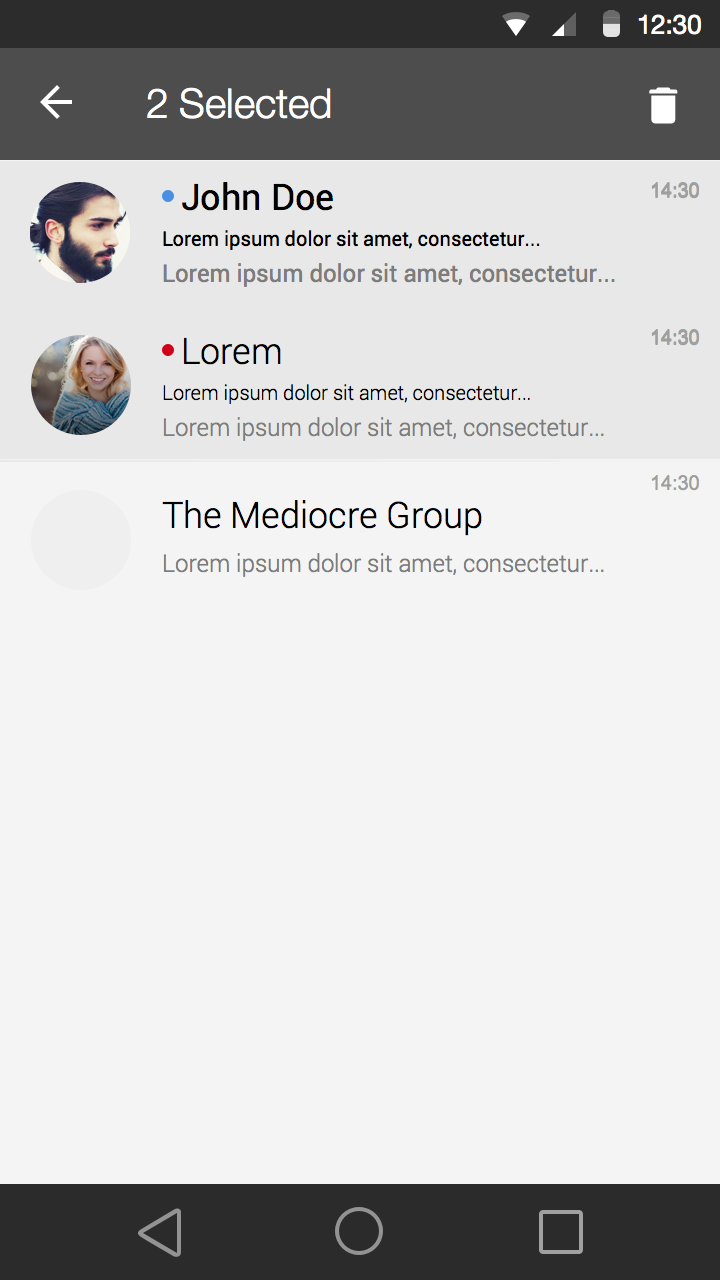 12:30
2 Selected
John Doe
14:30
Lorem ipsum dolor sit amet, consectetur...
Lorem ipsum dolor sit amet, consectetur...
Lorem
14:30
Lorem ipsum dolor sit amet, consectetur...
Lorem ipsum dolor sit amet, consectetur...
14:30
The Mediocre Group
Lorem ipsum dolor sit amet, consectetur...